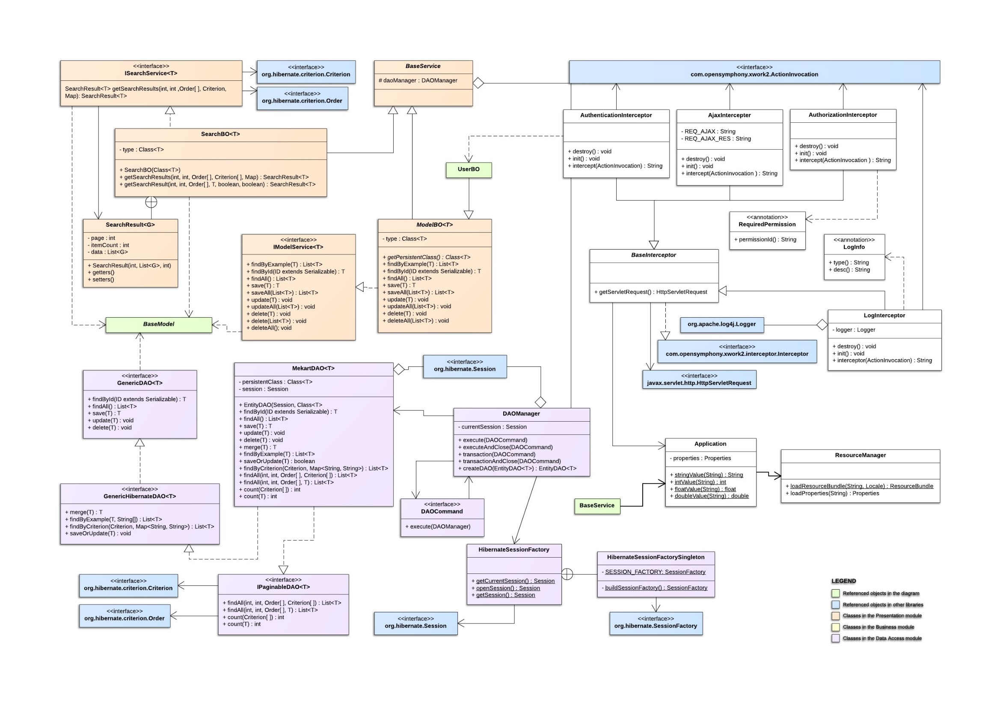 <<interface>>
ISearchService<T>
SearchResult<T> getSearchResults(int, int ,Order[ ], Criterion,
Map): SearchResult<T>
<<interface>>
org.hibernate.criterion.Criterion
<<interface>>
org.hibernate.criterion.Order
BaseService
# daoManager : DAOManager
<<interface>>
com.opensymphony.xwork2.ActionInvocation
SearchBO<T>
- type : Class<T>
+ SearchBO(Class<T>)
+ getSearchResults(int, int, Order[ ], Criterion[ ], Map) : SearchResult<T>
+ getSearchResult(int, int, Order[ ], T, boolean, boolean) : SearchResult<T>
UserBO
AuthenticationInterceptor
+ destroy() : void
+ init() : void
+ intercept(ActionInvocation) : String
AjaxIntercepter
- REQ_AJAX : String
- REQ_AJAX_RES : String
+ destroy() : void
+ init() : void
+ intercept(ActionInvocation ) : String
AuthorizationInterceptor
+ destroy() : void
+ init() : void
+ intercept(ActionInvocation ) : String
SearchResult<G>
- page : int
- itemCount : int
- data : List<G>
+ SearchResult(int, List<G>, int)
+ getters()
+ setters()
<<interface>>
IModelService<T>
+ findByExample(T) : List<T>
+ findById(ID extends Serializable) : T
+ findAll() : List<T>
+ save(T) : T
+ saveAll(List<T>) : List<T>
+ update(T) : void
+ updateAll(List<T>) : void
+ delete(T) : void
+ delete(List<T>) : void
+ deleteAll(); void
ModelBO<T>
- type : Class<T>
+ getPersistentClass() : Class<T>
+ findByExample(T) : List<T>
+ findById(ID extends Serializable) : T
+ findAll() : List<T>
+ save(T) : T
+ saveAll(List<T>) : List<T>
+ update(T) : void
+ updateAll(List<T>) : void
+ delete(T) : void
+ deleteAll(List<T>) : void
<<annotation>>
RequiredPermission
+ permissionId() : String
<<annotation>>
LogInfo
+ type() : String
+ desc() : String
BaseInterceptor
+ getServletRequest() : HttpServletRequest
BaseModel
org.apache.log4j.Logger
LogInterceptor
- logger : Logger
+ destroy() : void
+ init() : void
+ interceptor(ActionInvocation) : String
<<interface>>
com.opensymphony.xwork2.interceptor.Interceptor
<<interface>>
javax.servlet.http.HttpServletRequest
<<interface>>
GenericDAO<T>
+ findById(ID extends Serializable) : T
+ findAll() : List<T>
+ save(T) : T
+ update(T) : void
+ delete(T) : void
MekartDAO<T>
- persistentClass : Class<T>
- session : Session
+ EntityDAO(Session, Class<T>
+ findById(ID extends Serializable) : T
+ findAll() : List<T>
+ save(T) : T
+ update(T) : void
+ delete(T) : void
+ merge(T) : T
+ findByExample(T) : List<T>
+ saveOrUpdate(T) : boolean
+ findByCriterion(Criterion, Map<String, String>) : List<T>
+ findAll(int, int, Order[ ], Criterion[ ]) : List<T>
+ findAll(int, int, Order[ ], T) : List<T>
+ count(Criterion[ ]) : int
+ count(T) : int
<<interface>>
org.hibernate.Session
DAOManager
- currentSession : Session
+ execute(DAOCommand)
+ executeAndClose(DAOCommand)
+ transaction(DAOCommand)
+ transactionAndClose(DAOCommand)
+ createDAO(EntityDAO<T>) : EntityDAO<T>
Application
- properties : Properties
+ stringValue(String) : String
+ intValue(String) : int
+ floatValue(String) : float
+ doubleValue(String) : double
ResourceManager
+ loadResourceBundle(String, Locale) : ResourceBundle
+ loadProperties(String) : Properties
BaseService
<<interface>>
GenericHibernateDAO<T>
+ merge(T) : T
+ findByExample(T, String[]) : List<T>
+ findByCriterion(Criterion, Map<String, String>) : List<T>
+ saveOrUpdate(T) : void
<<interface>>
DAOCommand
+ execute(DAOManager)
HibernateSessionFactory
+ getCurrentSession() : Session
+ openSession() : Session
+ getSession() : Session
HibernateSessionFactorySingleton
- SESSION_FACTORY: SessionFactory
- buildSessionFactory() : SessionFactory
<<interface>>
org.hibernate.criterion.Criterion
<<interface>>
org.hibernate.criterion.Order
<<interface>>
IPaginableDAO<T>
+ findAll(int, int, Order[ ], Criterion[ ]) : List<T>
+ findAll(int, int, Order[ ], T) : List<T>
+ count(Criterion[ ]) : int
+ count(T) : int
<<interface>>
org.hibernate.Session
<<interface>>
org.hibernate.SessionFactory
LEGEND
Referenced objects in the diagram
Referenced objects in other libraries
Classes in the Presentation module
Classes in the Business module
Classes in the Data Access module